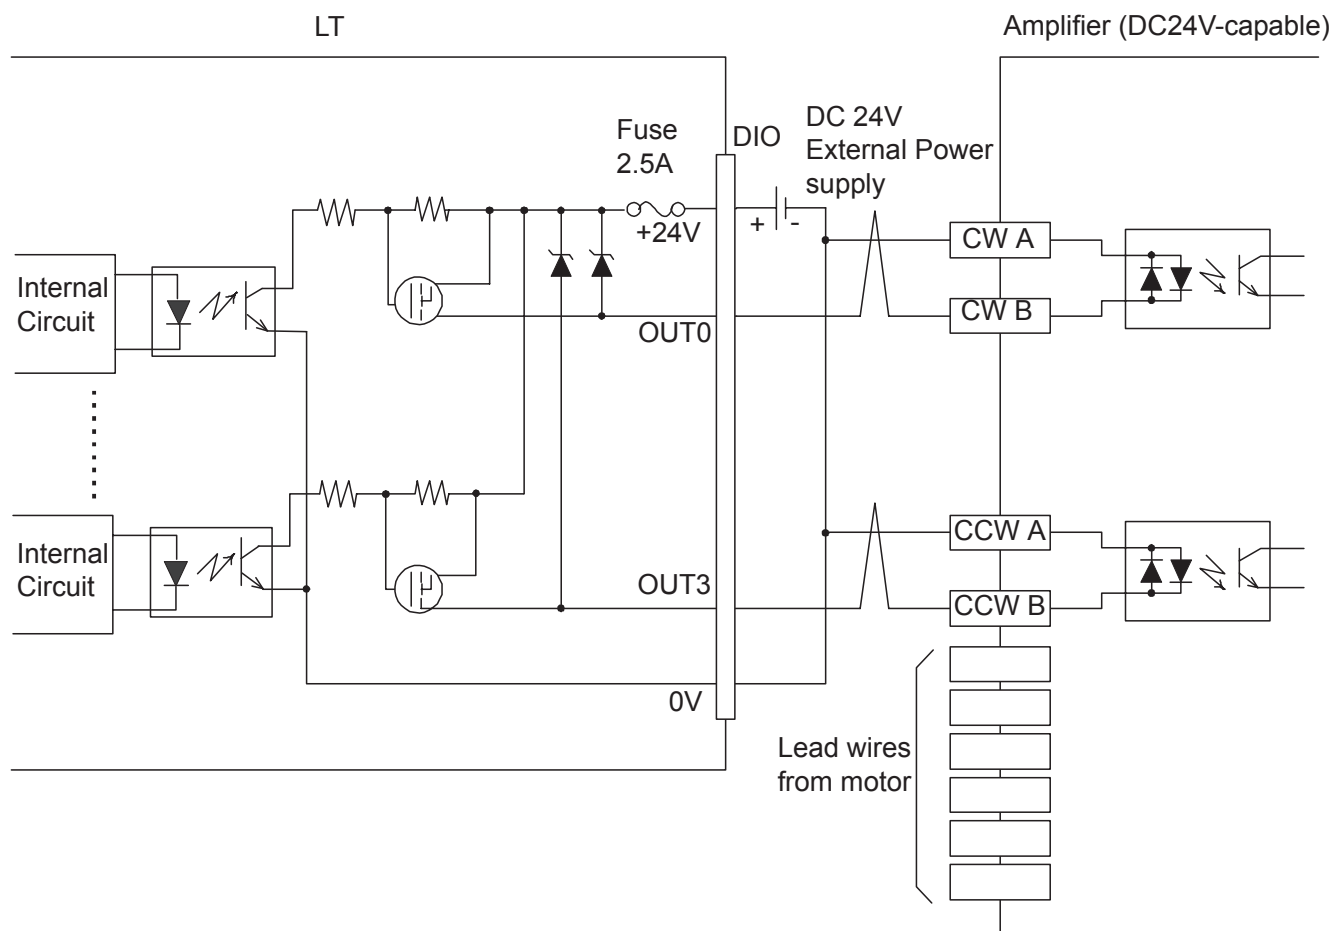 LT
Amplifier (DC24V-capable)
Fuse
2.5A
DIO
DC 24V
External Power
supply
+24V
+ -
CW A
Internal
Circuit
CW B
OUT0
CCW A
Internal
Circuit
OUT3
CCW B
0V
Lead wires
from motor